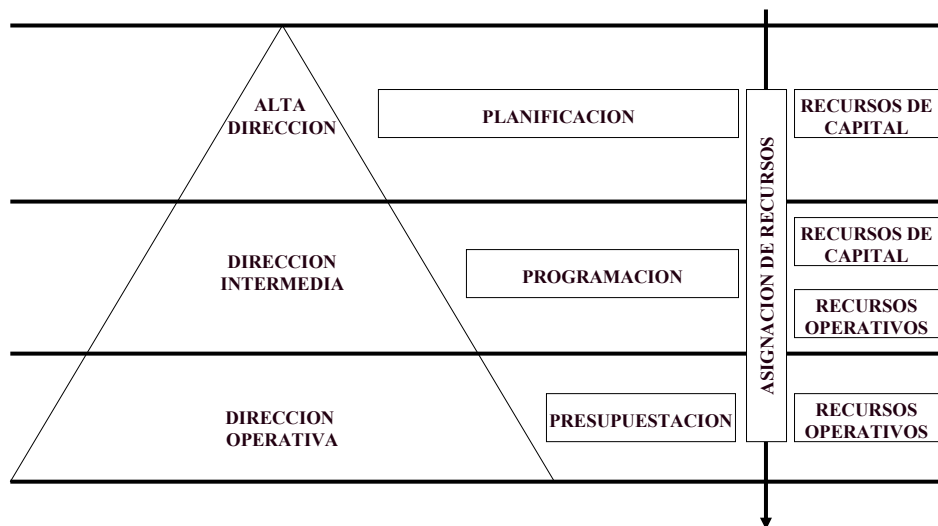 ALTA
DIRECCION
PLANIFICACION
RECURSOS DE
CAPITAL
ASIGNACION DE RECURSOS
DIRECCION
INTERMEDIA
PROGRAMACION
RECURSOS DE
CAPITAL
RECURSOS
OPERATIVOS
DIRECCION
OPERATIVA
PRESUPUESTACION
RECURSOS
OPERATIVOS